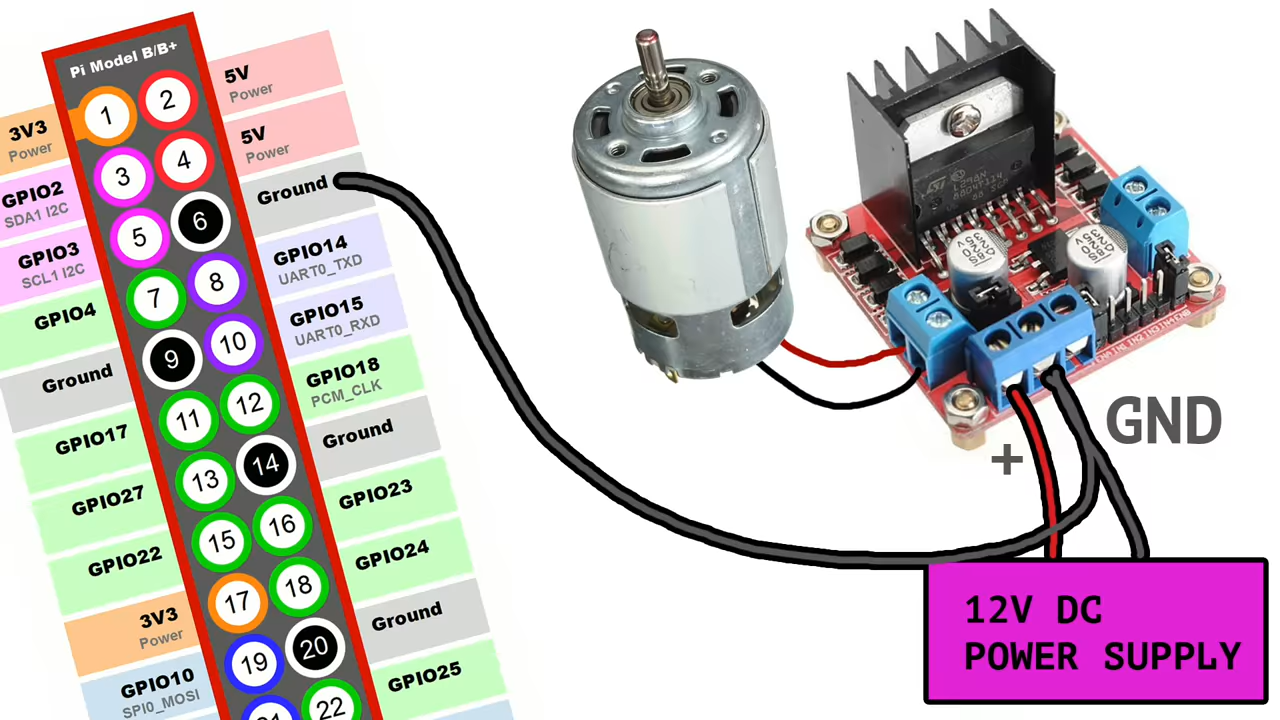 Pi Model B/B+
3V3
Power
1
2
5V
Power
GPIO2
SDA1 I2C
3
4
5V
Power
GPIO3
SCL1 I2C
5
6
Ground
GPIO4
7
8
GPIO14
UART0_TXD
Ground
9
10
GPIO15
UART0_RXD
GPIO17
11
12
GPIO18
PCM_CLK
GPIO27
13
14
Ground
GPIO22
15
16
GPIO23
3V3
Power
17
18
GPIO24
GPIO10
SPI0_MOSI
19
20
Ground
22
GPIO25
L298N
+
GND
12V DC
POWER SUPPLY